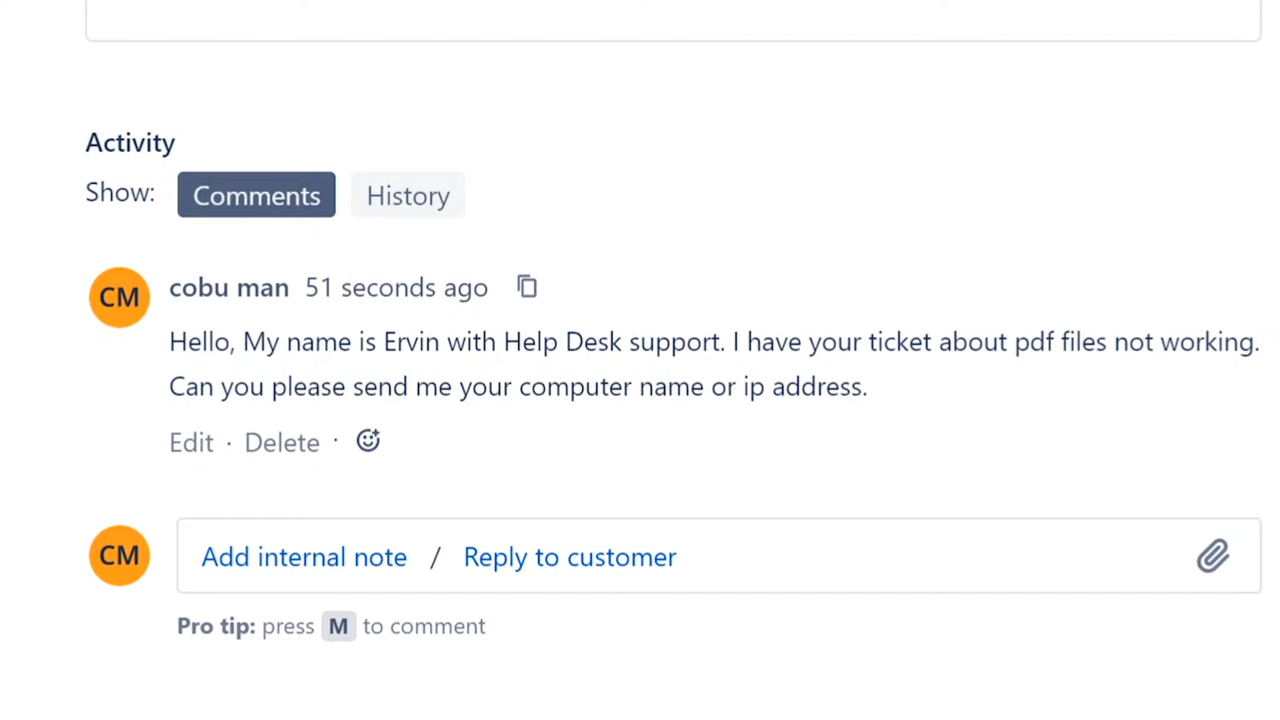 Activity
Show: Comments History
CM cobu man 51 seconds ago
Hello, My name is Ervin with Help Desk support. I have your ticket about pdf files not working.
Can you please send me your computer name or ip address.
Edit · Delete ·
CM Add internal note / Reply to customer
Pro tip: press M to comment